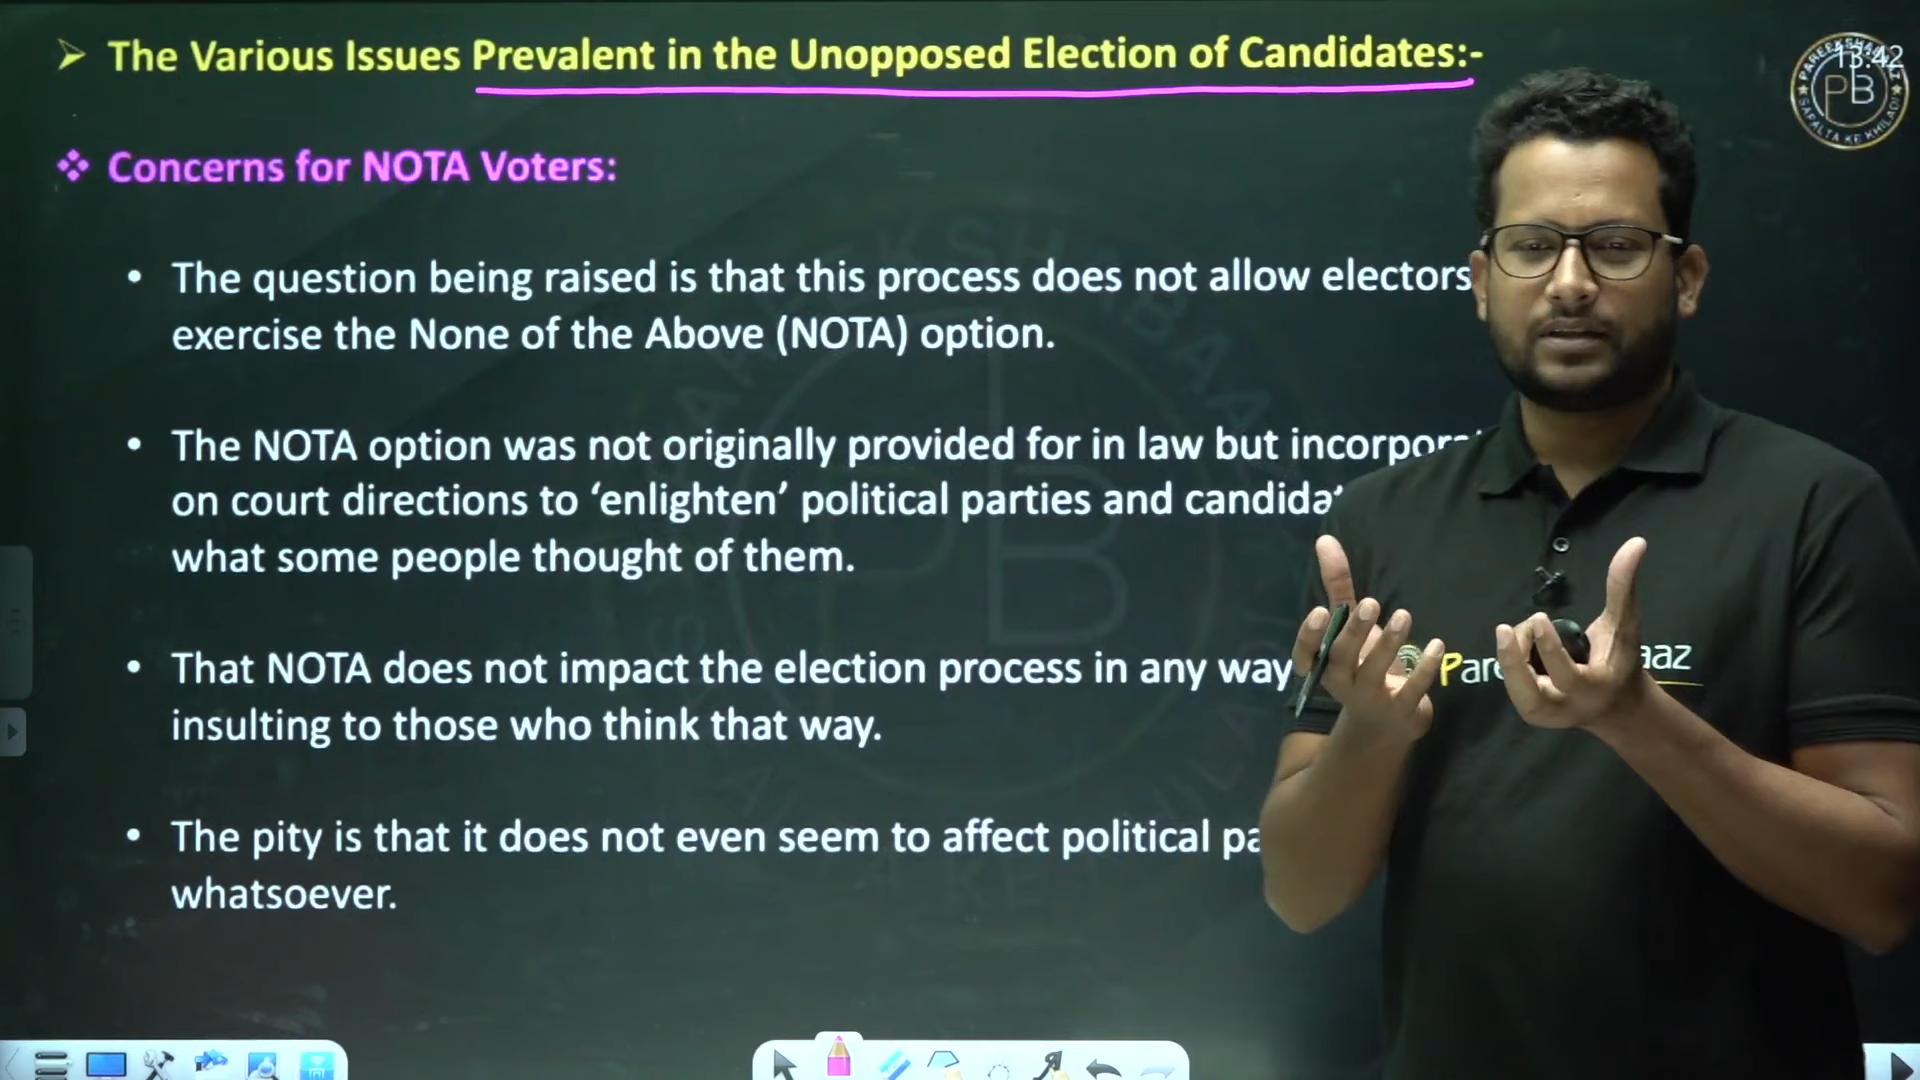 The Various Issues Prevalent in the Unopposed Election of Candidates:-
13:42
PB
SAFALTA KE KHILADI
Concerns for NOTA Voters:
The question being raised is that this process does not allow electors
exercise the None of the Above (NOTA) option.
The NOTA option was not originally provided for in law but
on court directions to ‘enlighten’ political parties and
what some people thought of them.
That NOTA does not impact the election process in any way
insulting to those who think that way.
The pity is that it does not even seem to affect political
whatsoever.